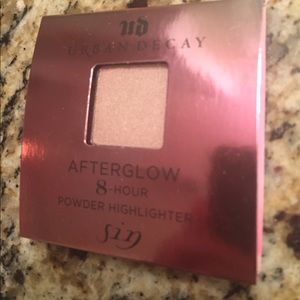 UD
URBAN DECAY
AFTERGLOW
8-HOUR
POWDER HIGHLIGHTER
sin